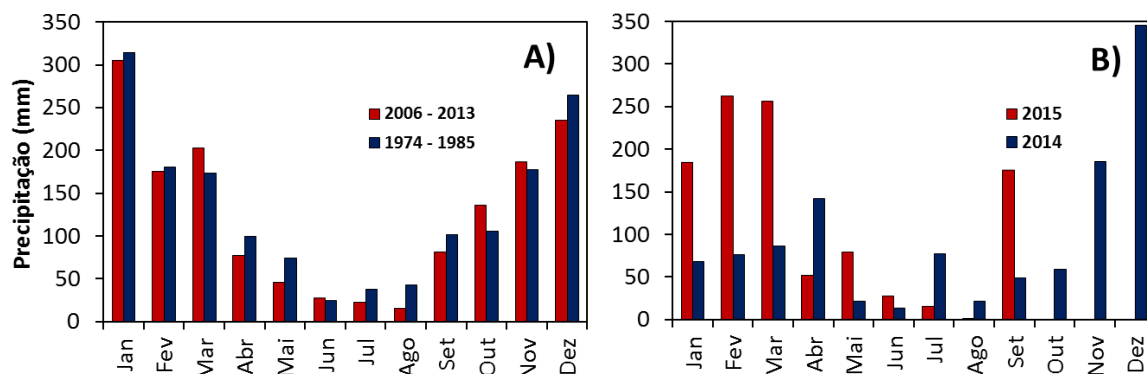 Precipitação (mm)
350
300
250
200
150
100
50
0
A)
2006 - 2013
1974 - 1985
Jan Fev Mar Abr Mai Jun Jul Ago Set Out Nov Dez
350
300
250
200
150
100
50
0
B)
2015
2014
Jan Fev Mar Abr Mai Jun Jul Ago Set Out Nov Dez